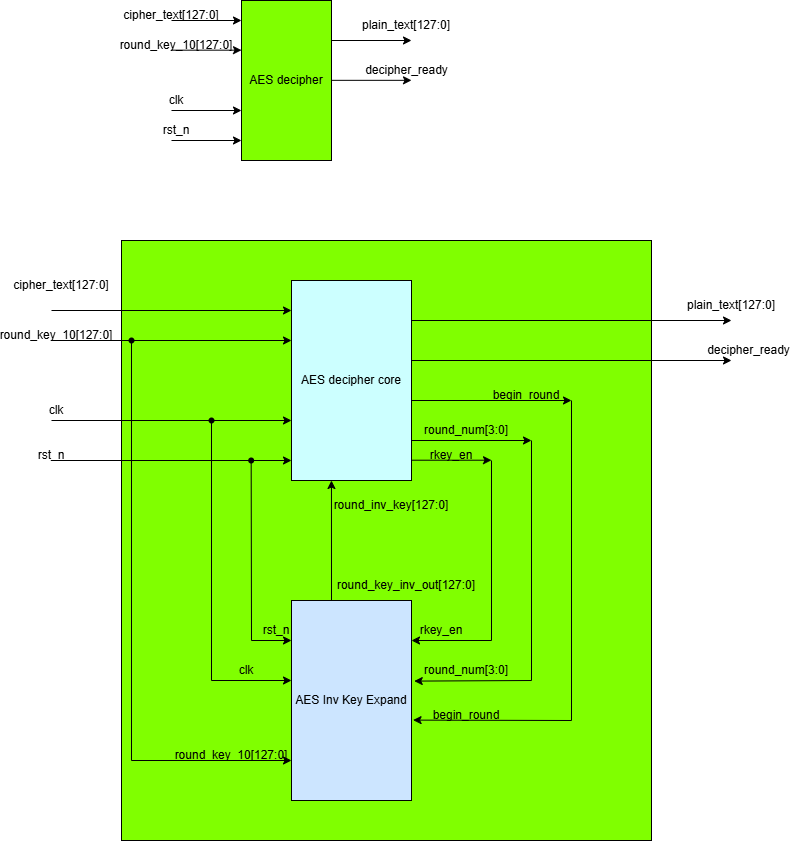 cipher_text[127:0]
plain_text[127:0]
round_key_10[127:0]
decipher_ready
AES decipher
clk
rst_n
cipher_text[127:0]
plain_text[127:0]
round_key_10[127:0]
decipher_ready
AES decipher core
begin_round
clk
round_num[3:0]
rst_n
rkey_en
round_inv_key[127:0]
round_key_inv_out[127:0]
rst_n
rkey_en
clk
round_num[3:0]
AES Inv Key Expand
begin_round
round_key_10[127:0]